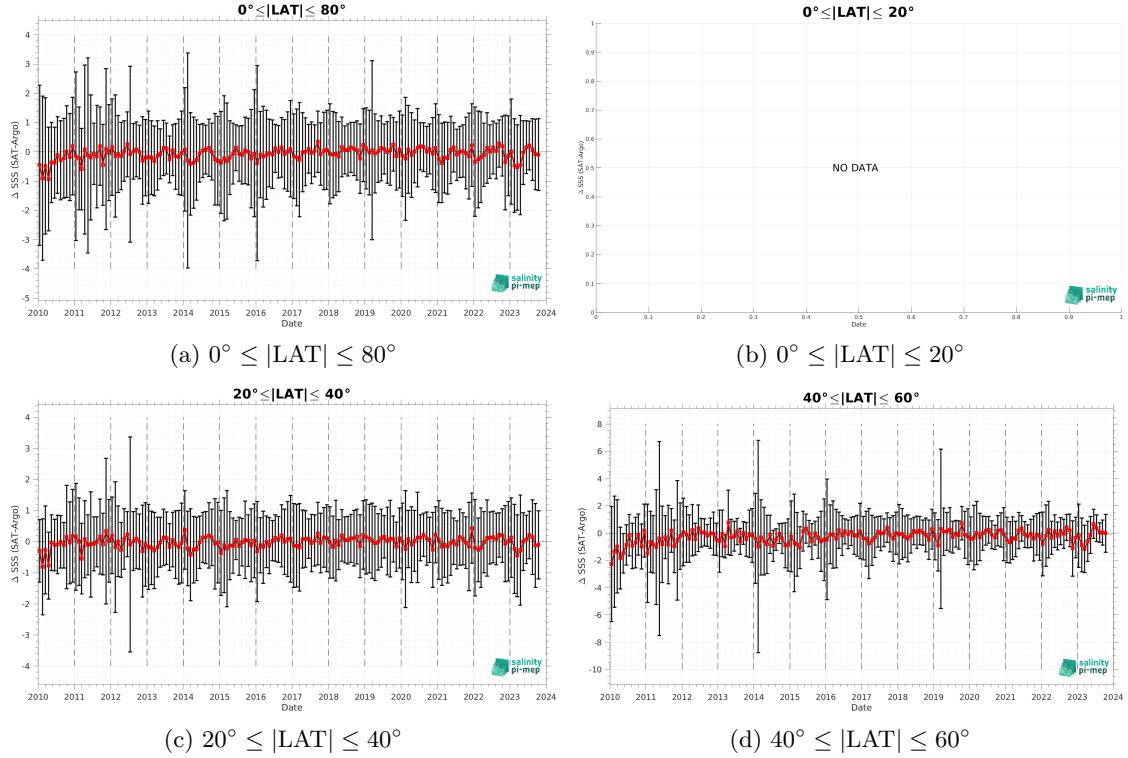 0°≤|LAT|≤ 80°
4
3
2
1
0
-1
-2
-3
-4
-5
Δ SSS (SAT-Argo)
2010 2011 2012 2013 2014 2015 2016 2017 2018 2019 2020 2021 2022 2023 2024
Date
salinity
pi-mep
(a) 0° ≤ |LAT| ≤ 80°
0°≤|LAT|≤ 20°
1
0.9
0.8
0.7
0.6
0.5
0.4
0.3
0.2
0.1
0
Δ SSS (SAT-Argo)
NO DATA
0 0.1 0.2 0.3 0.4 0.5 0.6 0.7 0.8 0.9 1
Date
salinity
pi-mep
(b) 0° ≤ |LAT| ≤ 20°
20°≤|LAT|≤ 40°
4
3
2
1
0
-1
-2
-3
-4
Δ SSS (SAT-Argo)
2010 2011 2012 2013 2014 2015 2016 2017 2018 2019 2020 2021 2022 2023 2024
Date
salinity
pi-mep
(c) 20° ≤ |LAT| ≤ 40°
40°≤|LAT|≤ 60°
8
6
4
2
0
-2
-4
-6
-8
-10
Δ SSS (SAT-Argo)
2010 2011 2012 2013 2014 2015 2016 2017 2018 2019 2020 2021 2022 2023 2024
Date
salinity
pi-mep
(d) 40° ≤ |LAT| ≤ 60°